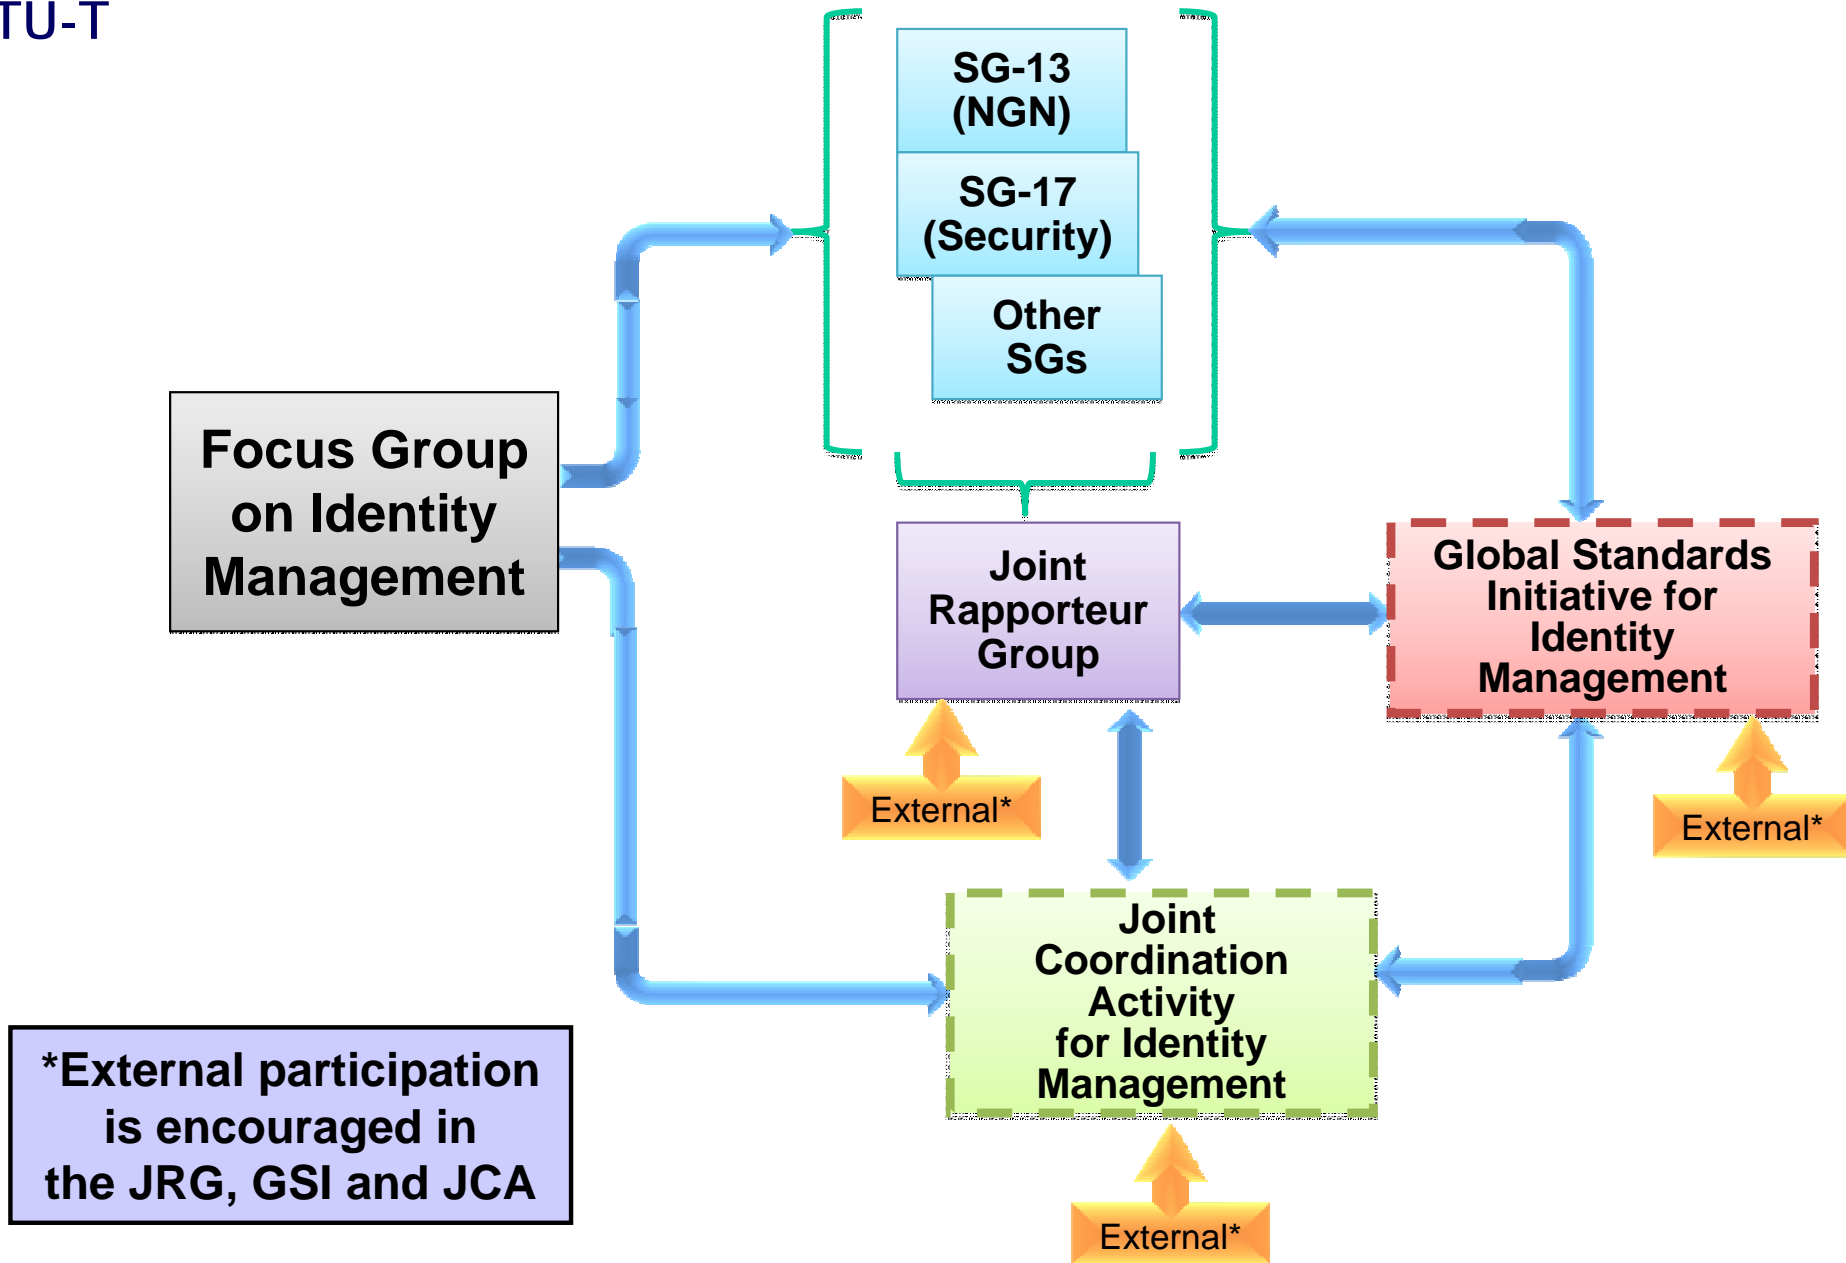 TU-T
SG-13
(NGN)
SG-17
(Security)
Other
SGs
Focus Group
on Identity
Management
Joint
Rapporteur
Group
Global Standards
Initiative for
Identity
Management
External*
External*
Joint
Coordination
Activity
for Identity
Management
*External participation
is encouraged in
the JRG, GSI and JCA
External*